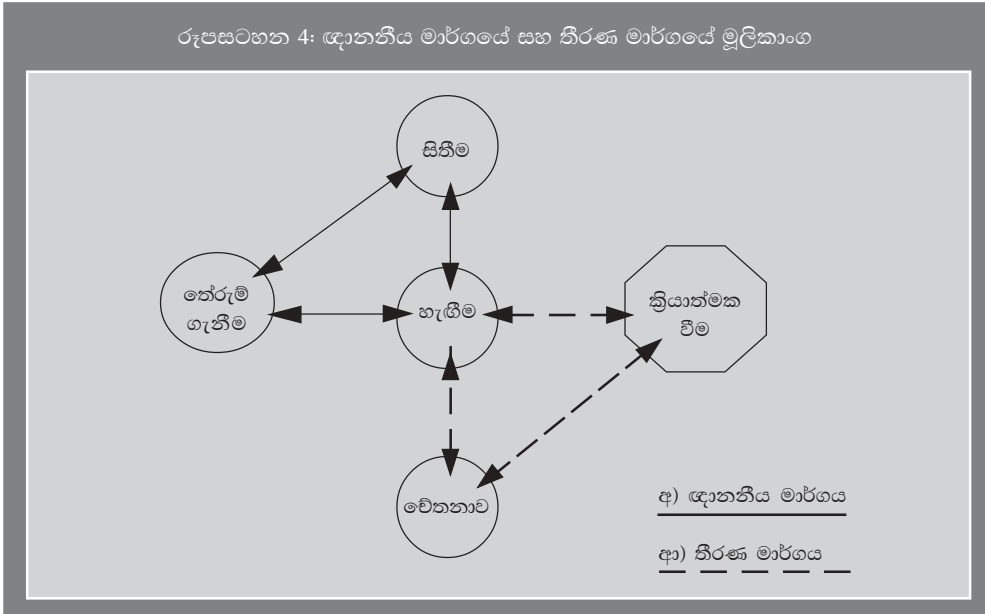 රූපසටහන 4: ඥානනීය මාර්ගයේ සහ තීරණ මාර්ගයේ මූලිකාංග
සිතීම
තේරුම්
ගැනීම
හැඟීම
ක්‍රියාත්මක
වීම
චේතනාව
අ) ඥානනීය මාර්ගය
ආ) තීරණ මාර්ගය